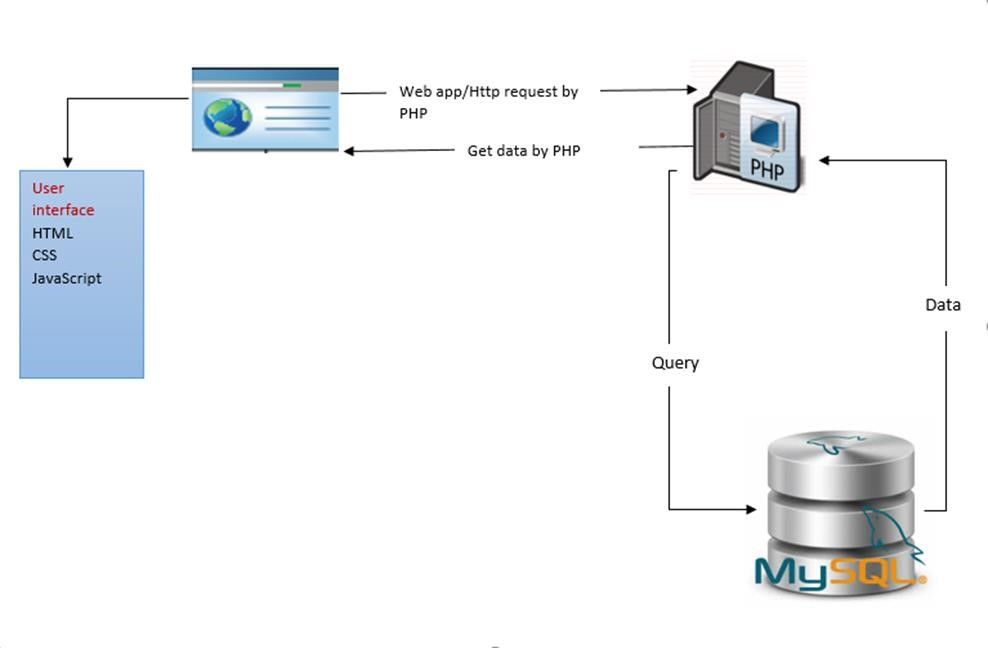 Web app/Http request by
PHP
Get data by PHP
PHP
User
interface
HTML
CSS
JavaScript
Data
Query
MySQL